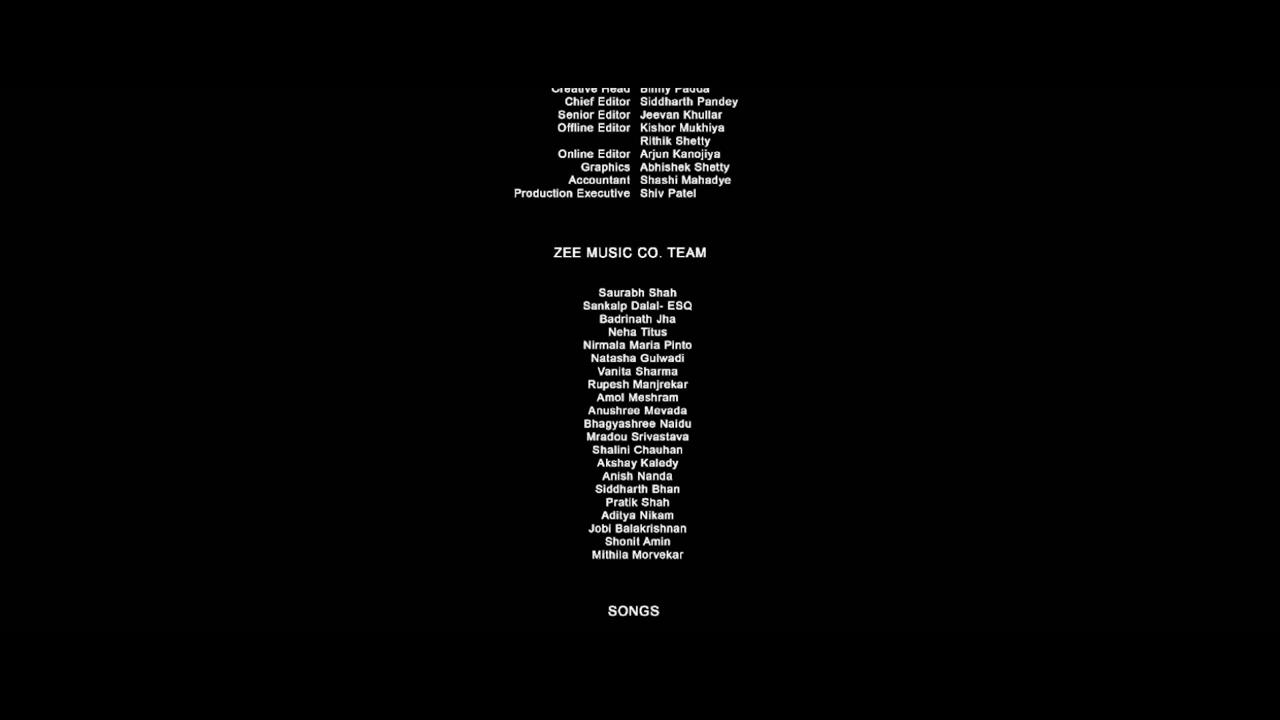 Creative Head Binny Padda
Chief Editor Siddharth Pandey
Senior Editor Jeevan Khullar
Offline Editor Kishor Mukhiya
Rithik Shetty
Online Editor Arjun Kanojiya
Graphics Abhishek Shetty
Accountant Shashi Mahadye
Production Executive Shiv Patel
ZEE MUSIC CO. TEAM
Saurabh Shah
Sankalp Dalal- ESQ
Badrinath Jha
Neha Titus
Nirmala Maria Pinto
Natasha Gulwadi
Vanita Sharma
Rupesh Manjrekar
Amol Meshram
Anushree Mevada
Bhagyashree Naidu
Mradou Srivastava
Shalini Chauhan
Akshay Kaledy
Anish Nanda
Siddharth Bhan
Pratik Shah
Aditya Nikam
Jobi Balakrishnan
Shonit Amin
Mithila Morvekar
SONGS